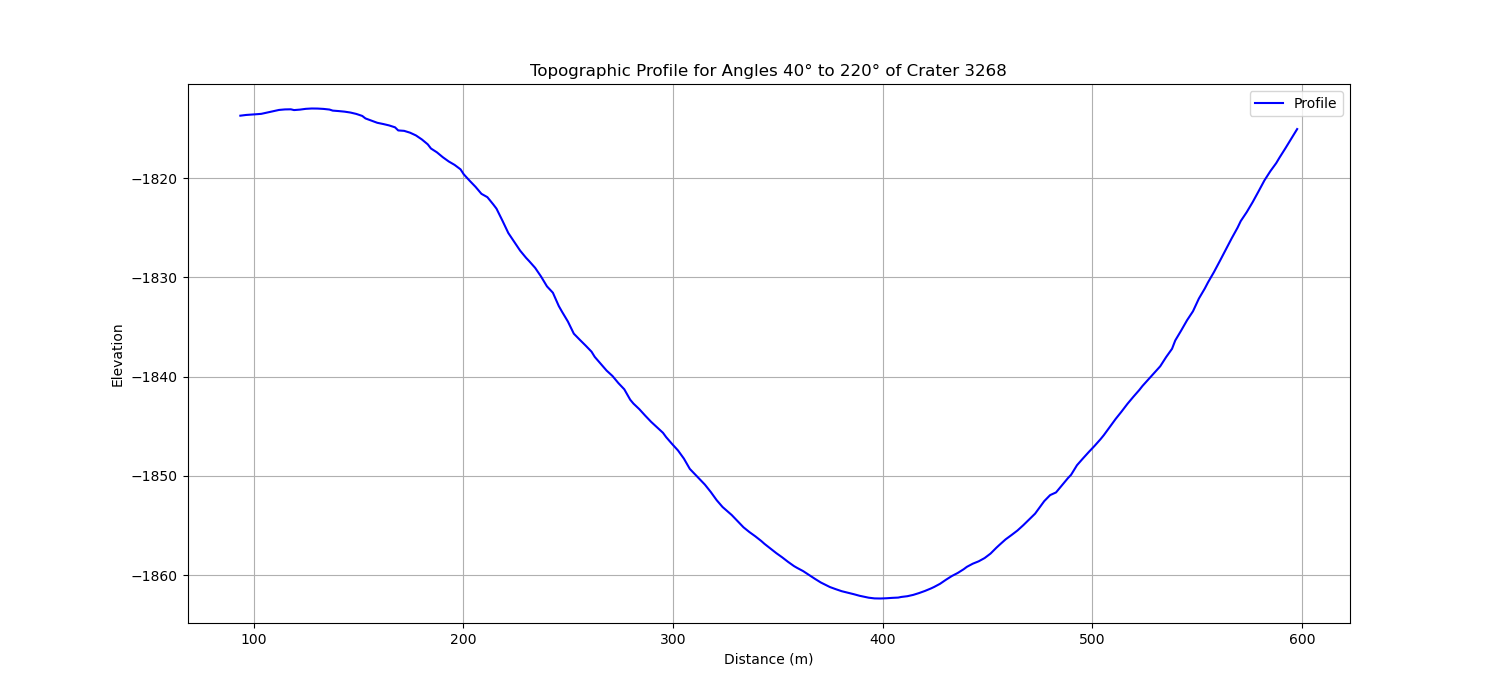 Topographic Profile for Angles 40° to 220° of Crater 3268
Profile
−1820
−1830
−1840
−1850
−1860
Elevation
100 200 300 400 500 600
Distance (m)